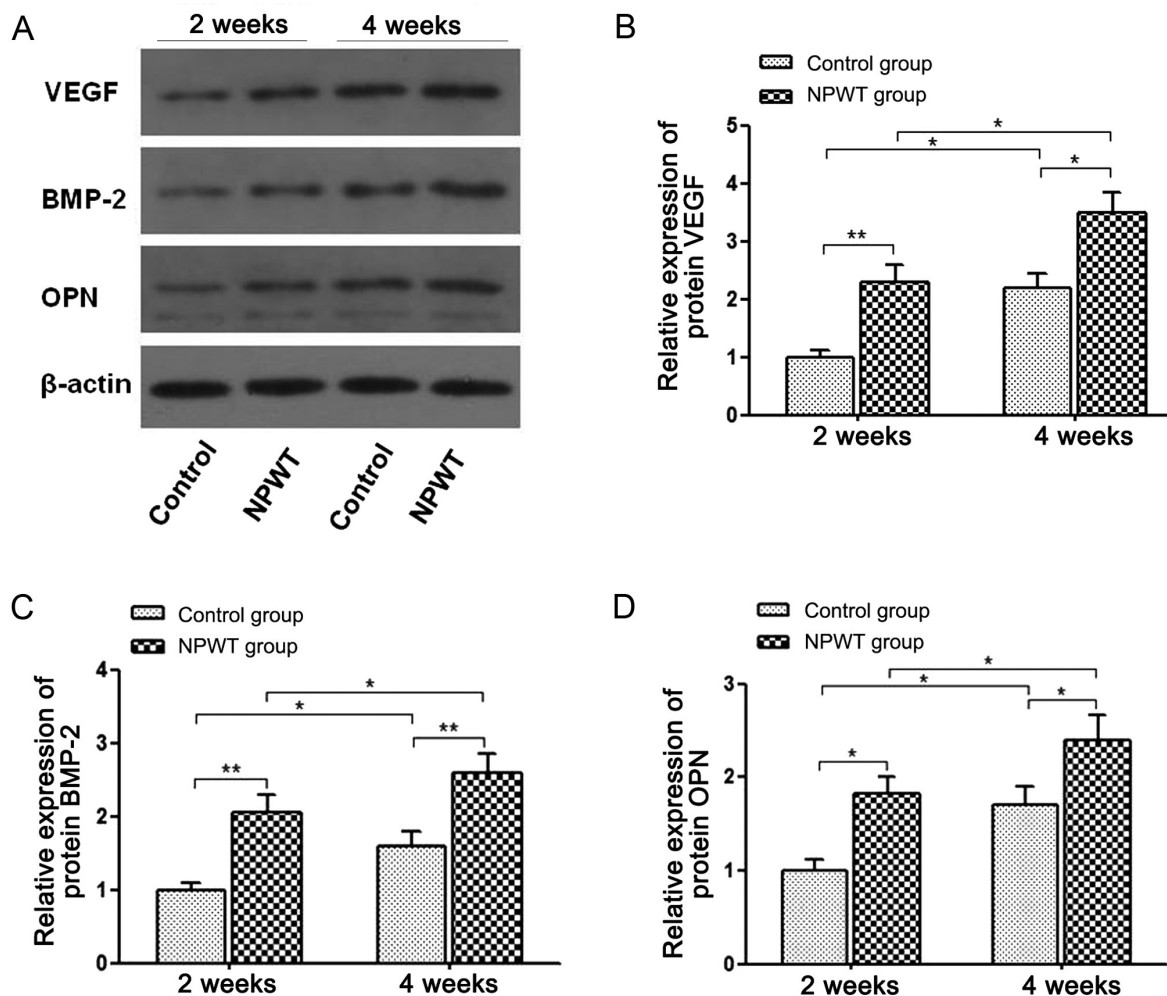 A
2 weeks
4 weeks
VEGF
BMP-2
OPN
β-actin
Control
NPWT
Control
NPWT
B
Control group
NPWT group
Relative expression of
protein VEGF
5
4
3
2
1
0
**
*
*
*
2 weeks
4 weeks
C
Control group
NPWT group
Relative expression of
protein BMP-2
4
3
2
1
0
**
*
*
**
2 weeks
4 weeks
D
Control group
NPWT group
Relative expression of
protein OPN
3
2
1
0
*
*
*
*
2 weeks
4 weeks